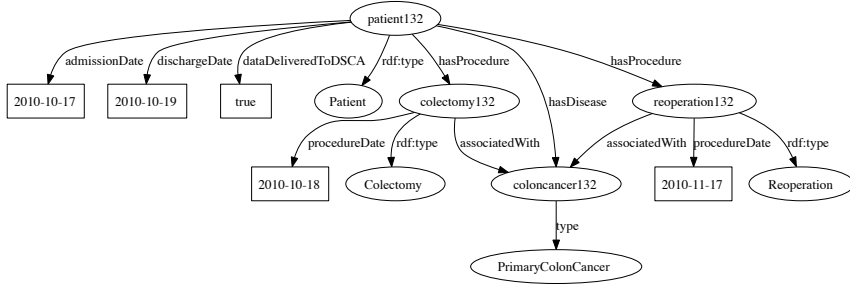 patient132
admissionDate dischargeDate dataDeliveredToDSCA rdf:type hasProcedure hasProcedure
2010-10-17 2010-10-19 true Patient colectomy132 hasDisease reoperation132
procedureDate rdf:type associatedWith associatedWith procedureDate rdf:type
2010-10-18 Colectomy coloncancer132 2010-11-17 Reoperation
type
PrimaryColonCancer